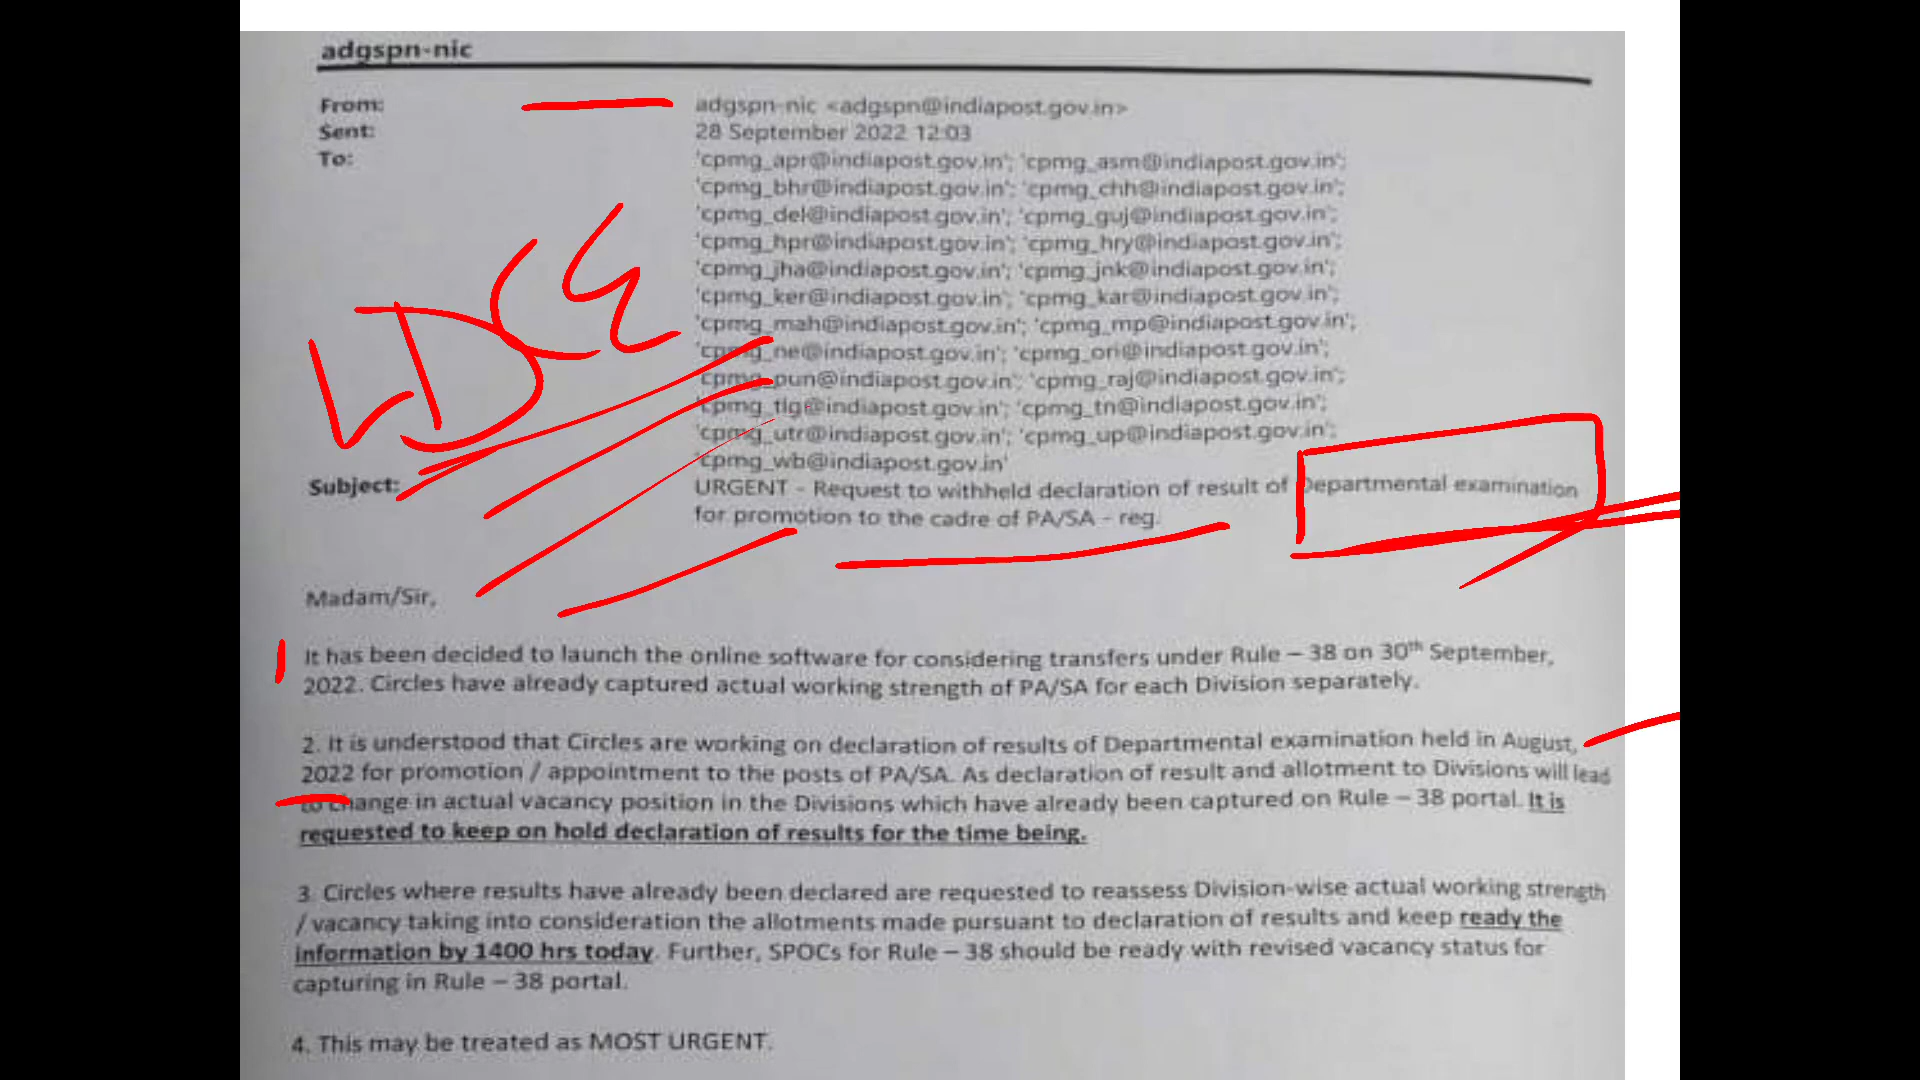 adgspn-nic
From: adgspn-nic <adgspn@indiapost.gov.in>
Sent: 28 September 2022 12:03
To: 'cpmg_apr@indiapost.gov.in'; 'cpmg_asm@indiapost.gov.in';
'cpmg_bhr@indiapost.gov.in'; 'cpmg_chh@indiapost.gov.in';
'cpmg_del@indiapost.gov.in'; 'cpmg_guj@indiapost.gov.in';
'cpmg_hpr@indiapost.gov.in'; 'cpmg_hry@indiapost.gov.in';
'cpmg_jha@indiapost.gov.in'; 'cpmg_jnk@indiapost.gov.in';
'cpmg_ker@indiapost.gov.in'; 'cpmg_kar@indiapost.gov.in';
'cpmg_mah@indiapost.gov.in'; 'cpmg_mp@indiapost.gov.in';
'cpmg_ne@indiapost.gov.in'; 'cpmg_ori@indiapost.gov.in';
'cpmg_pun@indiapost.gov.in'; 'cpmg_raj@indiapost.gov.in';
'cpmg_tlg@indiapost.gov.in'; 'cpmg_tn@indiapost.gov.in';
'cpmg_utr@indiapost.gov.in'; 'cpmg_up@indiapost.gov.in';
'cpmg_wb@indiapost.gov.in'
LDCE
Subject: URGENT - Request to withheld declaration of result of Departmental examination
for promotion to the cadre of PA/SA - reg.
Madam/Sir,
It has been decided to launch the online software for considering transfers under Rule – 38 on 30th September,
2022. Circles have already captured actual working strength of PA/SA for each Division separately.
2. It is understood that Circles are working on declaration of results of Departmental examination held in August,
2022 for promotion / appointment to the posts of PA/SA. As declaration of result and allotment to Divisions will lead
to change in actual vacancy position in the Divisions which have already been captured on Rule – 38 portal. It is
requested to keep on hold declaration of results for the time being.
3. Circles where results have already been declared are requested to reassess Division-wise actual working strength
/ vacancy taking into consideration the allotments made pursuant to declaration of results and keep ready the
information by 1400 hrs today. Further, SPOCs for Rule – 38 should be ready with revised vacancy status for
capturing in Rule – 38 portal.
4. This may be treated as MOST URGENT.